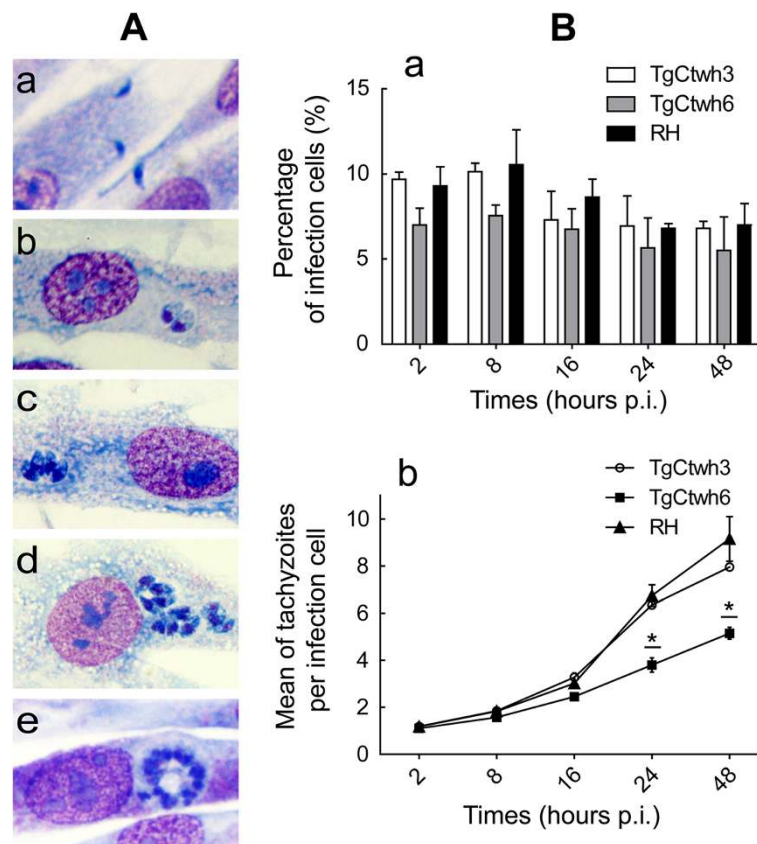 A
a
b
c
d
e
B
a
TgCtwh3
TgCtwh6
RH
Percentage
of infection cells (%)
15
10
5
0
2 8 16 24 48
Times (hours p.i.)
b
TgCtwh3
TgCtwh6
RH
Mean of tachyzoites
per infection cell
10
8
6
4
2
0
* *
2 8 16 24 48
Times (hours p.i.)